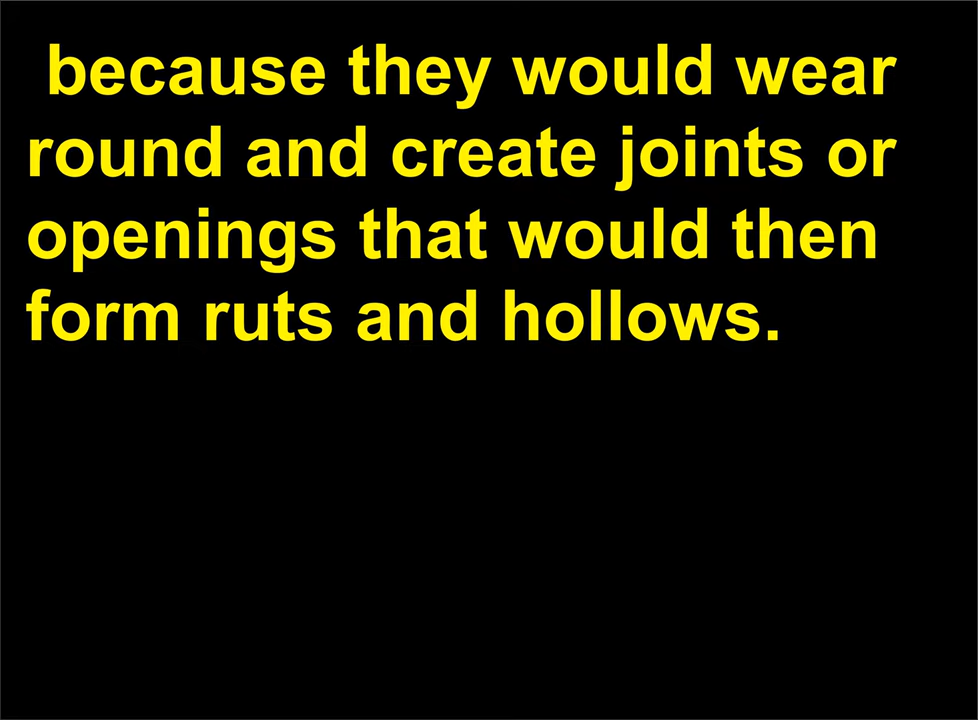 because they would wear
round and create joints or
openings that would then
form ruts and hollows.